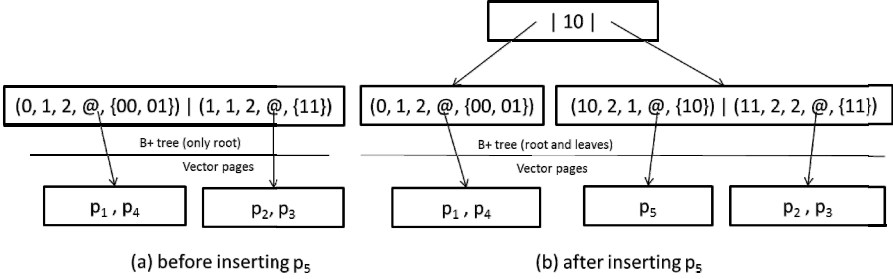 | 10 |
(0, 1, 2, @, {00, 01}) | (1, 1, 2, @, {11})
(0, 1, 2, @, {00, 01})
(10, 2, 1, @, {10}) | (11, 2, 2, @, {11})
B+ tree (only root)
Vector pages
B+ tree (root and leaves)
Vector pages
p₁ , p₄
p₂, p₃
p₁ , p₄
p₅
p₂ , p₃
(a) before inserting p₅
(b) after inserting p₅